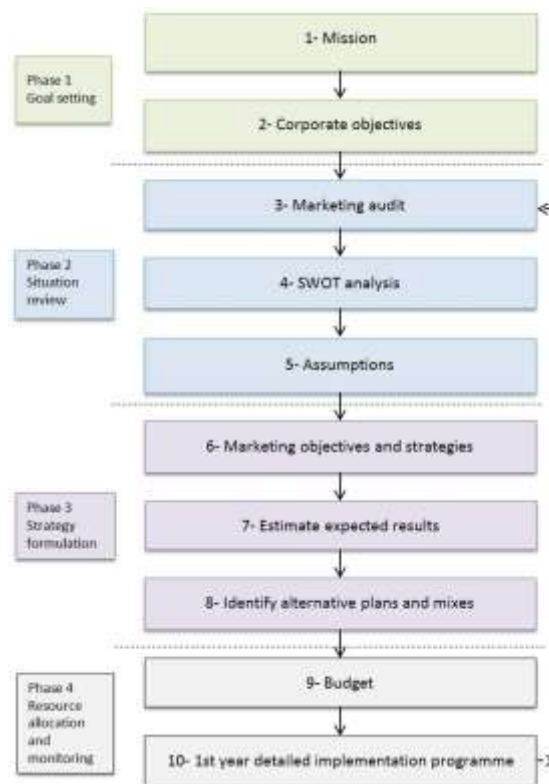 1- Mission
Phase 1
Goal setting
2- Corporate objectives
3- Marketing audit
Phase 2
Situation
review
4- SWOT analysis
5- Assumptions
6- Marketing objectives and strategies
Phase 3
Strategy
formulation
7- Estimate expected results
8- Identify alternative plans and mixes
9- Budget
Phase 4
Resource
allocation
and
monitoring
10- 1st year detailed implementation programme